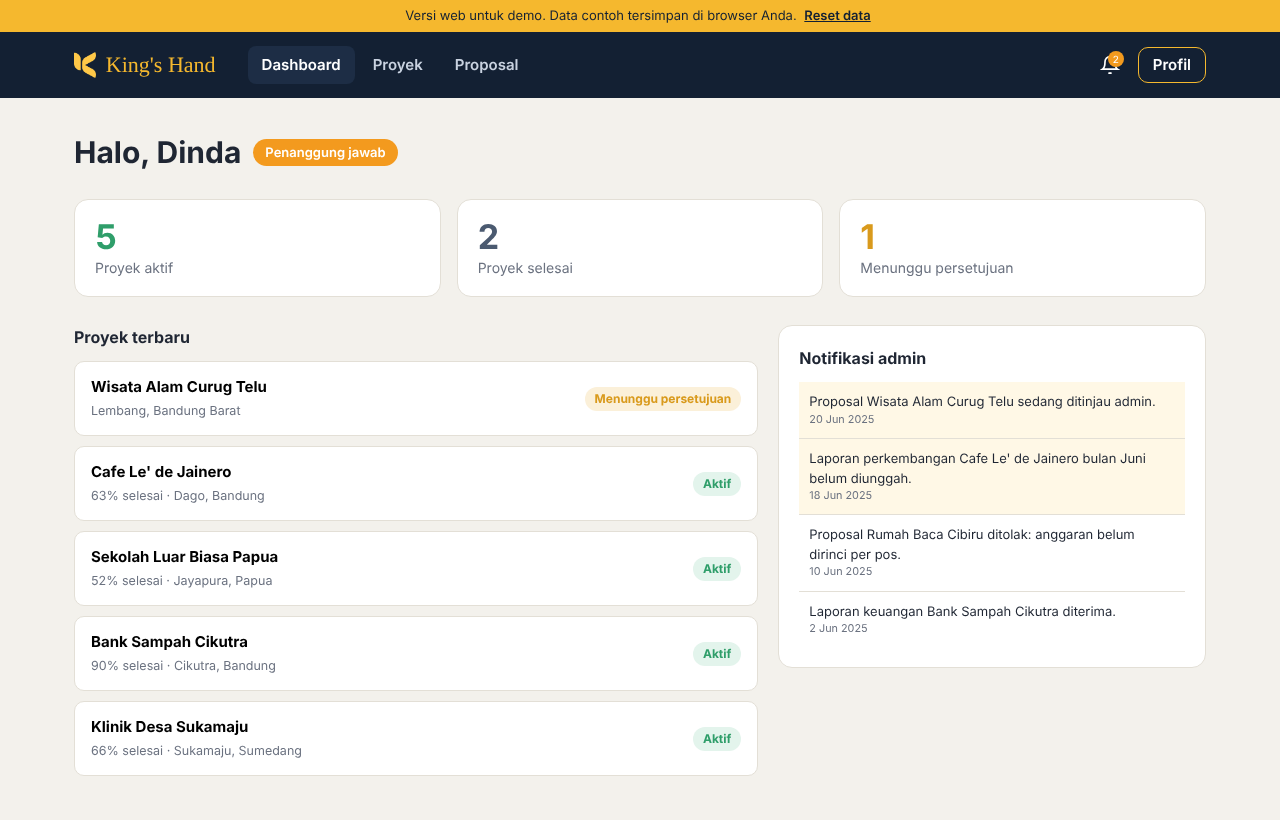 Versi web untuk demo. Data contoh tersimpan di browser Anda. Reset data
King's Hand
Dashboard
Proyek
Proposal
2
Profil
Halo, Dinda
Penanggung jawab
5
Proyek aktif
2
Proyek selesai
1
Menunggu persetujuan
Proyek terbaru
Wisata Alam Curug Telu
Lembang, Bandung Barat
Menunggu persetujuan
Cafe Le' de Jainero
63% selesai · Dago, Bandung
Aktif
Sekolah Luar Biasa Papua
52% selesai · Jayapura, Papua
Aktif
Bank Sampah Cikutra
90% selesai · Cikutra, Bandung
Aktif
Klinik Desa Sukamaju
66% selesai · Sukamaju, Sumedang
Aktif
Notifikasi admin
Proposal Wisata Alam Curug Telu sedang ditinjau admin.
20 Jun 2025
Laporan perkembangan Cafe Le' de Jainero bulan Juni
belum diunggah.
18 Jun 2025
Proposal Rumah Baca Cibiru ditolak: anggaran belum
dirinci per pos.
10 Jun 2025
Laporan keuangan Bank Sampah Cikutra diterima.
2 Jun 2025